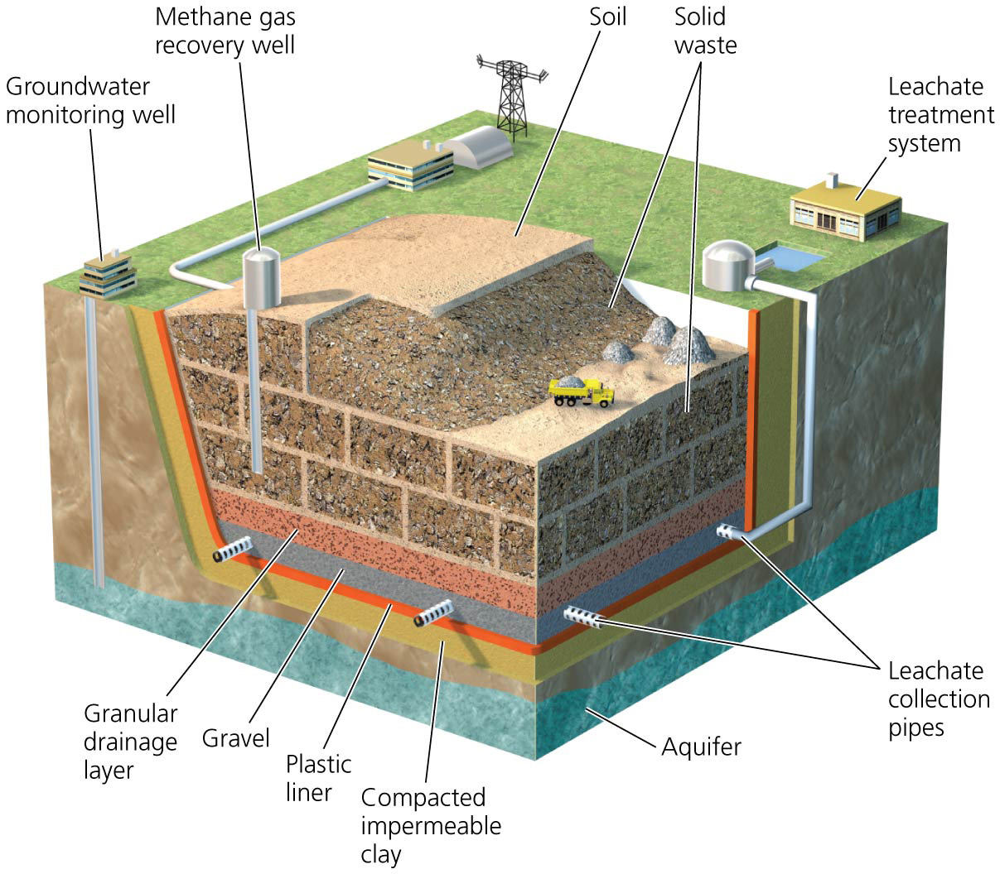 Methane gas
recovery well
Soil
Solid
waste
Groundwater
monitoring well
Leachate
treatment
system
Leachate
collection
pipes
Granular
drainage
layer
Gravel
Plastic
liner
Compacted
impermeable
clay
Aquifer